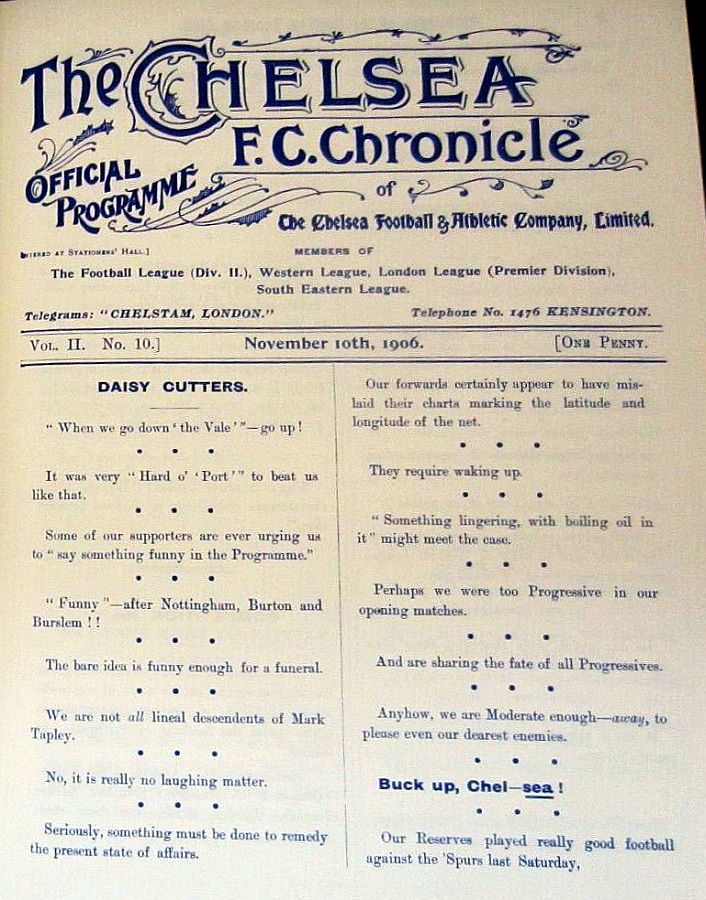 The CHELSEA
F.C. Chronicle
OFFICIAL
PROGRAMME
of
The Chelsea Football & Athletic Company, Limited.
AT STATIONERS' HALL.]
MEMBERS OF
The Football League (Div. II.), Western League, London League (Premier Division),
South Eastern League.
Telegrams: "CHELSTAM, LONDON."
Telephone No. 1476 KENSINGTON.
VOL. II. No. 10.]
November 10th, 1906.
[ONE PENNY.
DAISY CUTTERS.
"When we go down 'the Vale'"—go up!
It was very "Hard o' 'Port'" to beat us
like that.
Some of our supporters are ever urging us
to "say something funny in the Programme."
"Funny"—after Nottingham, Burton and
Burslem !!
The bare idea is funny enough for a funeral.
We are not all lineal descendents of Mark
Tapley.
No, it is really no laughing matter.
Seriously, something must be done to remedy
the present state of affairs.
Our forwards certainly appear to have mis-
laid their charts marking the latitude and
longitude of the net.
They require waking up.
"Something lingering, with boiling oil in
it" might meet the case.
Perhaps we were too Progressive in our
opening matches.
And are sharing the fate of all Progressives.
Anyhow, we are Moderate enough—away, to
please even our dearest enemies.
Buck up, Chel—sea !
Our Reserves played really good football
against the 'Spurs last Saturday,